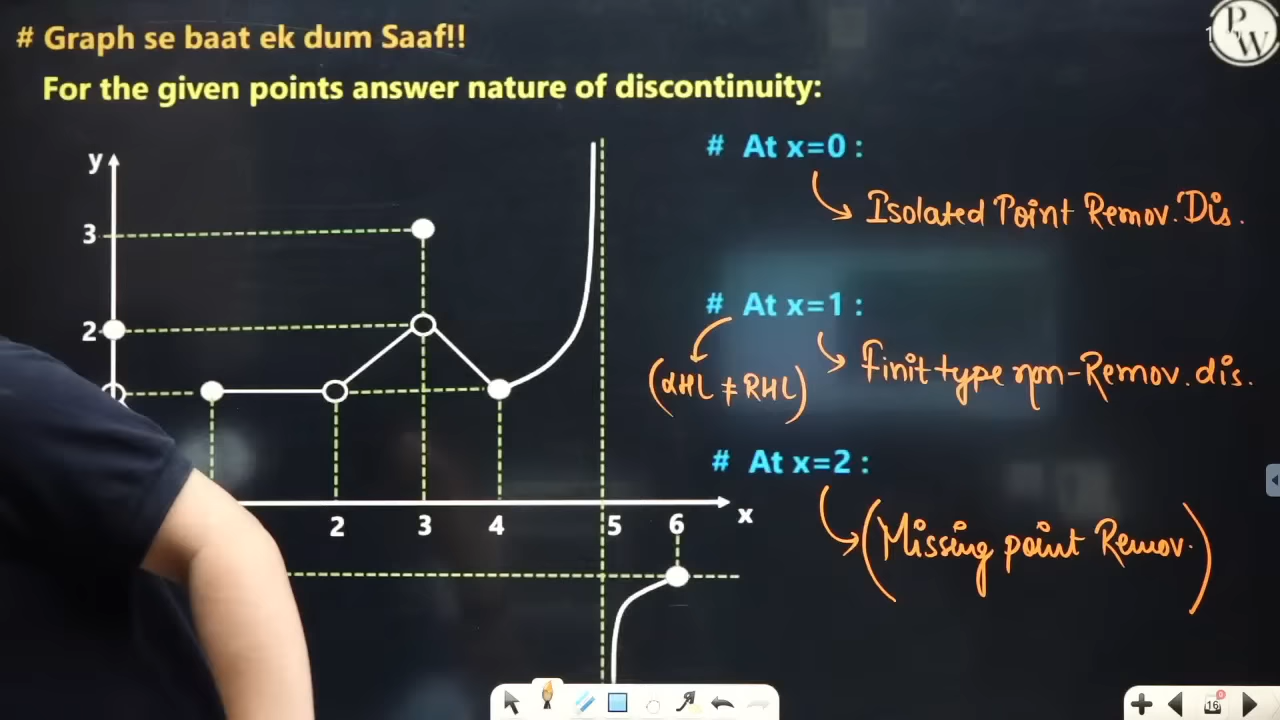 # Graph se baat ek dum Saaf!!
For the given points answer nature of discontinuity:
P
W
y
3
2
2
3
4
5
6
x
# At x=0 :
Isolated Point Remov. Dis.
# At x=1 :
(LHL ≠ RHL)
Finit type non-Remov. dis.
# At x=2 :
(Missing point Remov.)
16